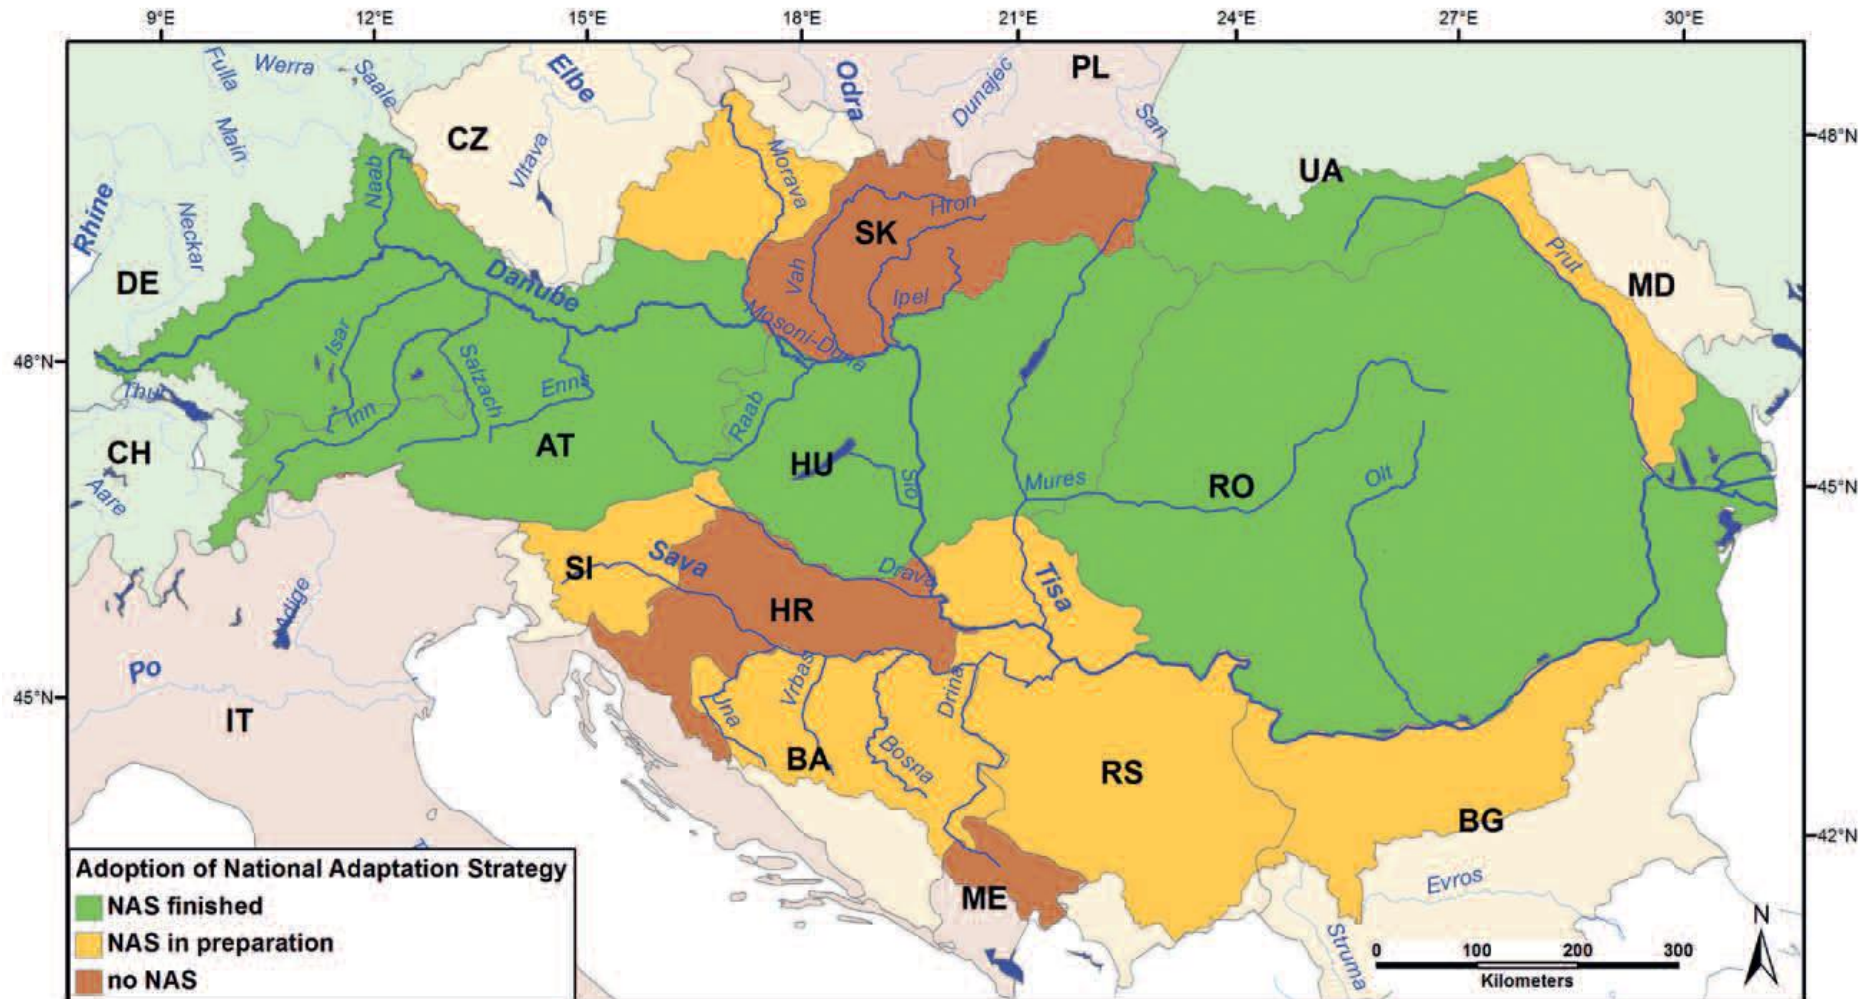 9°E
12°E
15°E
18°E
21°E
24°E
27°E
30°E
Fulla
Werra
Saale
Elbe
Odra
Dunajec
PL
San
48°N
CZ
Main
Vltava
Morava
UA
Naab
Rhine
Neckar
Hron
SK
Prut
DE
Danube
Vah
Ipel
MD
Isar
Mosoni-Duna
48°N
Thur
Salzach
Enns
Inn
Raab
CH
AT
HU
Sio
Mures
RO
Olt
45°N
Aare
SI
Sava
Drava
Tisa
Adige
HR
Po
Vrbas
Drina
45°N
Una
IT
BA
Bosna
RS
BG
42°N
Evros
ME
Struma
N
Adoption of National Adaptation Strategy
NAS finished
NAS in preparation
no NAS
0 100 200 300
Kilometers